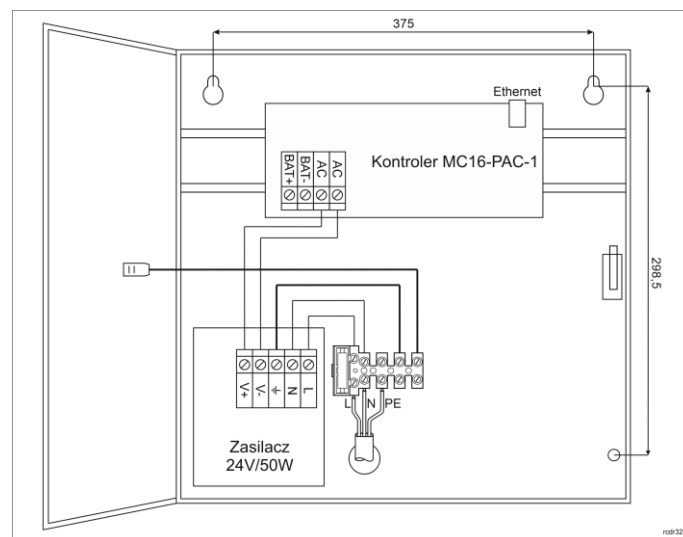 375
Ethernet
Kontroler MC16-PAC-1
BAT+
BAT-
AC
AC
298,5
V+
V-
⏚
N
L
L
N
PE
Zasilacz
24V/50W
rcdr32